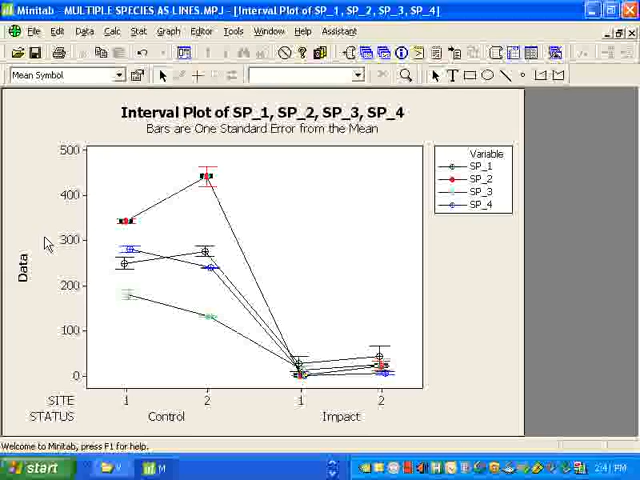 Minitab - MULTIPLE SPECIES AS LINES.MPJ - [Interval Plot of SP_1, SP_2, SP_3, SP_4]
File Edit Data Calc Stat Graph Editor Tools Window Help Assistant
Mean Symbol
Interval Plot of SP_1, SP_2, SP_3, SP_4
Bars are One Standard Error from the Mean
Variable
SP_1
SP_2
SP_3
SP_4
500
400
300
200
100
0
Data
SITE 1 2 1 2
STATUS Control Impact
Welcome to Minitab, press F1 for help.
start M 2:41 PM